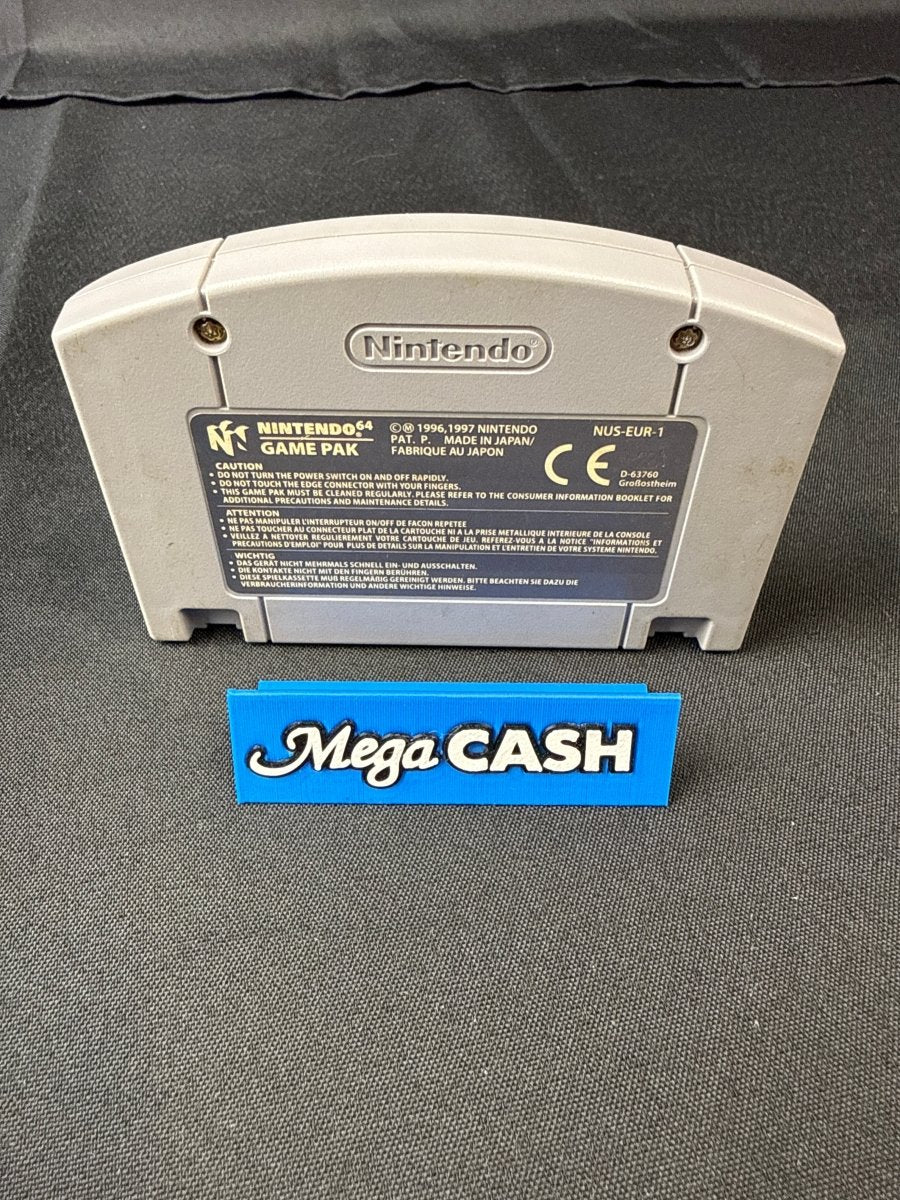 Nintendo®
NINTENDO 64
GAME PAK
©Ⓜ 1996,1997 NINTENDO
PAT. P. MADE IN JAPAN/
FABRIQUE AU JAPON
NUS-EUR-1
CE
D-63760
Großostheim
CAUTION
• DO NOT TURN THE POWER SWITCH ON AND OFF RAPIDLY.
• DO NOT TOUCH THE EDGE CONNECTOR WITH YOUR FINGERS.
• THIS GAME PAK MUST BE CLEANED REGULARLY. PLEASE REFER TO THE CONSUMER INFORMATION BOOKLET FOR
ADDITIONAL PRECAUTIONS AND MAINTENANCE DETAILS.
ATTENTION
• NE PAS MANIPULER L'INTERRUPTEUR ON/OFF DE FACON REPETEE
• NE PAS TOUCHER AU CONNECTEUR PLAT DE LA CARTOUCHE NI A LA PRISE METALLIQUE INTERIEURE DE LA CONSOLE
• VEILLEZ A NETTOYER REGULIEREMENT VOTRE CARTOUCHE DE JEU. REFEREZ-VOUS A LA NOTICE "INFORMATIONS ET
PRECAUTIONS D'EMPLOI" POUR PLUS DE DETAILS SUR LA MANIPULATION ET L'ENTRETIEN DE VOTRE SYSTEME NINTENDO.
WICHTIG
• DAS GERÄT NICHT MEHRMALS SCHNELL EIN- UND AUSSCHALTEN.
• DIE KONTAKTE NICHT MIT DEN FINGERN BERÜHREN.
• DIESE SPIELKASSETTE MUß REGELMÄßIG GEREINIGT WERDEN. BITTE BEACHTEN SIE DAZU DIE
VERBRAUCHERINFORMATION UND ANDERE WICHTIGE HINWEISE.
Mega CASH